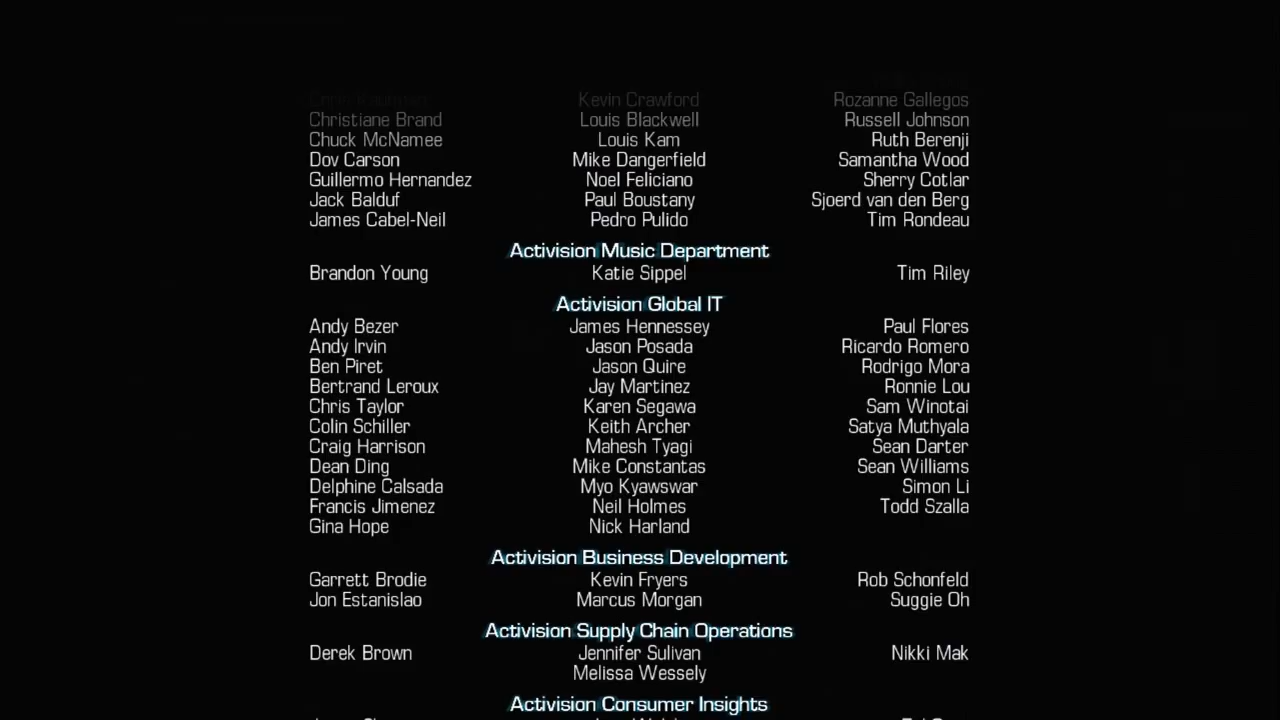 Kevin Crawford Rozanne Gallegos
Christiane Brand Louis Blackwell Russell Johnson
Chuck McNamee Louis Kam Ruth Berenji
Dov Carson Mike Dangerfield Samantha Wood
Guillermo Hernandez Noel Feliciano Sherry Cotlar
Jack Balduf Paul Boustany Sjoerd van den Berg
James Cabel-Neil Pedro Pulido Tim Rondeau
Activision Music Department
Brandon Young Katie Sippel Tim Riley
Activision Global IT
Andy Bezer James Hennessey Paul Flores
Andy Irvin Jason Posada Ricardo Romero
Ben Piret Jason Quire Rodrigo Mora
Bertrand Leroux Jay Martinez Ronnie Lou
Chris Taylor Karen Segawa Sam Winotai
Colin Schiller Keith Archer Satya Muthyala
Craig Harrison Mahesh Tyagi Sean Darter
Dean Ding Mike Constantas Sean Williams
Delphine Calsada Myo Kyawswar Simon Li
Francis Jimenez Neil Holmes Todd Szalla
Gina Hope Nick Harland
Activision Business Development
Garrett Brodie Kevin Fryers Rob Schonfeld
Jon Estanislao Marcus Morgan Suggie Oh
Activision Supply Chain Operations
Derek Brown Jennifer Sulivan Nikki Mak
Melissa Wessely
Activision Consumer Insights